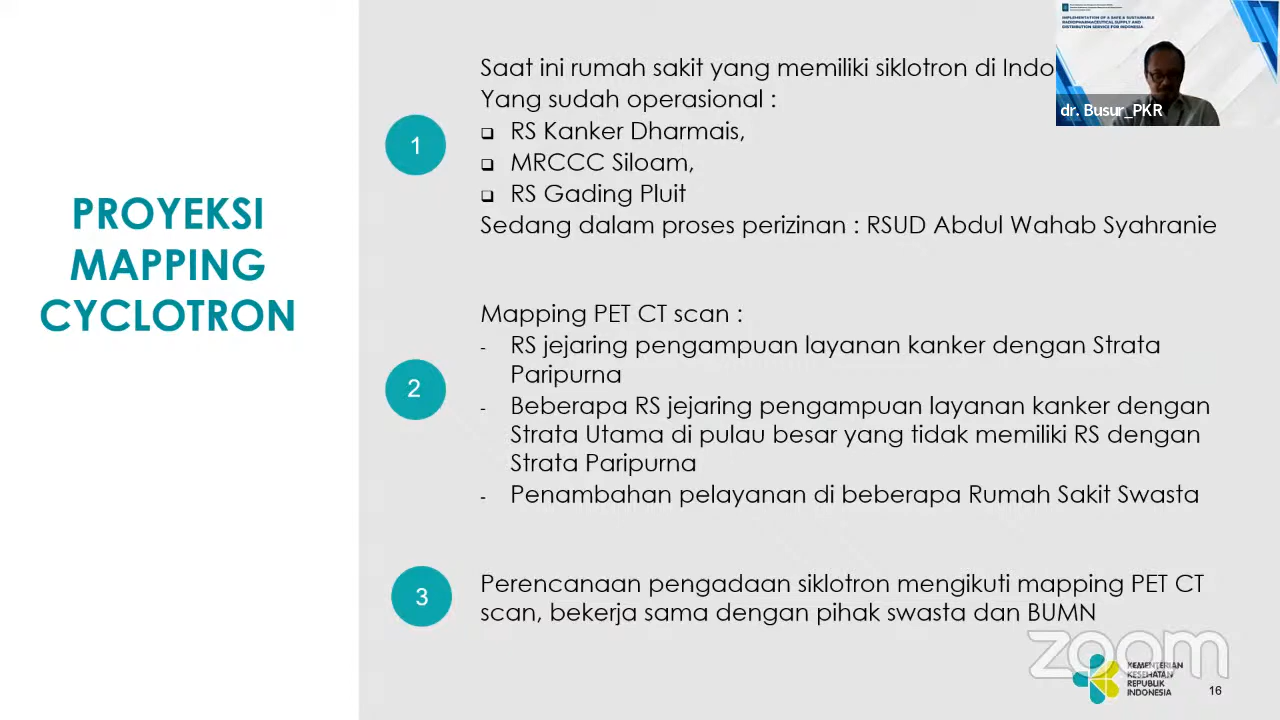 PROYEKSI
MAPPING
CYCLOTRON
1
Saat ini rumah sakit yang memiliki siklotron di Indo
Yang sudah operasional :
RS Kanker Dharmais,
MRCCC Siloam,
RS Gading Pluit
Sedang dalam proses perizinan : RSUD Abdul Wahab Syahranie
2
Mapping PET CT scan :
- RS jejaring pengampuan layanan kanker dengan Strata
Paripurna
- Beberapa RS jejaring pengampuan layanan kanker dengan
Strata Utama di pulau besar yang tidak memiliki RS dengan
Strata Paripurna
- Penambahan pelayanan di beberapa Rumah Sakit Swasta
3
Perencanaan pengadaan siklotron mengikuti mapping PET CT
scan, bekerja sama dengan pihak swasta dan BUMN
IMPLEMENTATION OF A SAFE & SUSTAINABLE
RADIOPHARMACEUTICAL SUPPLY AND
DISTRIBUTION SERVICE FOR INDONESIA
dr. Busur_PKR
zoom
KEMENTERIAN
KESEHATAN
REPUBLIK
INDONESIA
16